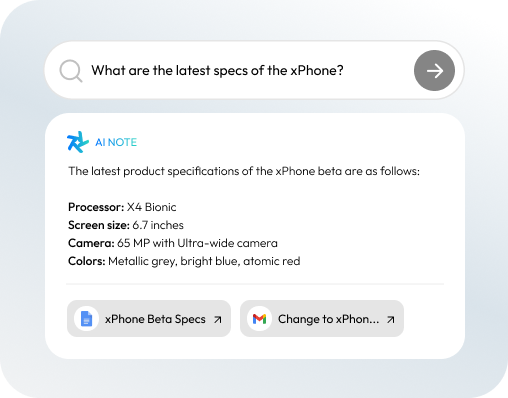 What are the latest specs of the xPhone?
AI NOTE
The latest product specifications of the xPhone beta are as follows:
Processor: X4 Bionic
Screen size: 6.7 inches
Camera: 65 MP with Ultra-wide camera
Colors: Metallic grey, bright blue, atomic red
xPhone Beta Specs
Change to xPhon...